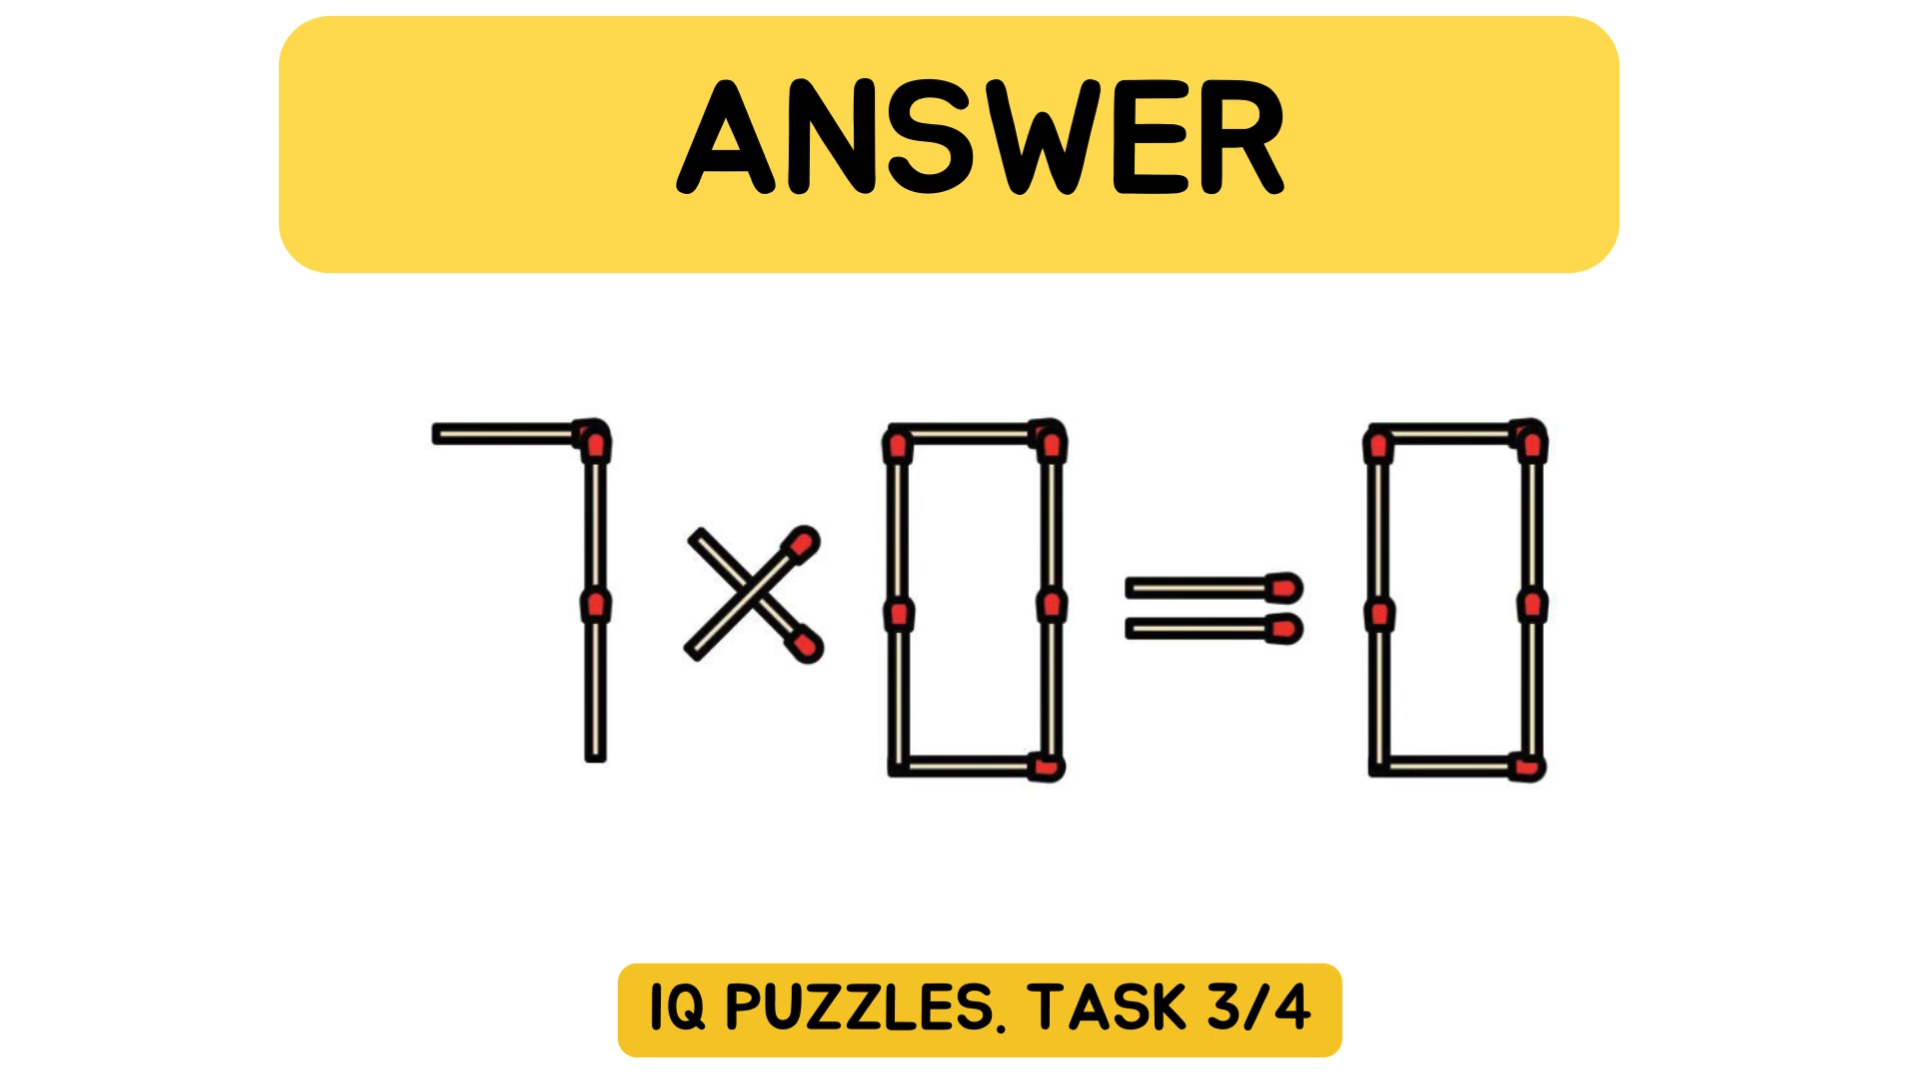 ANSWER
7 × 0 = 0
IQ PUZZLES. TASK 3/4